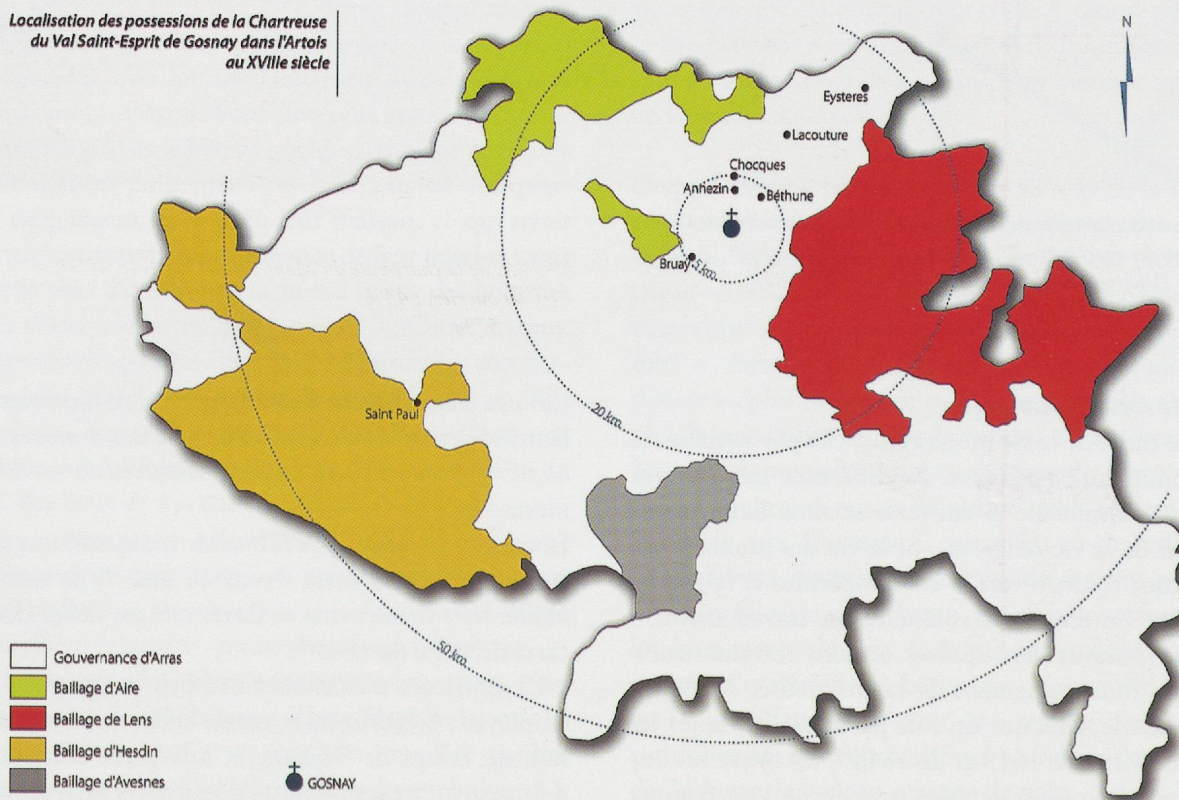 Localisation des possessions de la Chartreuse
du Val Saint-Esprit de Gosnay dans l'Artois
au XVIIIe siècle
N
Eysteres
Lacouture
Chocques
Anhezin
Béthune
Bruay
5 km.
Saint Paul
20 km.
50 km.
Gouvernance d'Arras
Baillage d'Aire
Baillage de Lens
Baillage d'Hesdin
Baillage d'Avesnes
GOSNAY